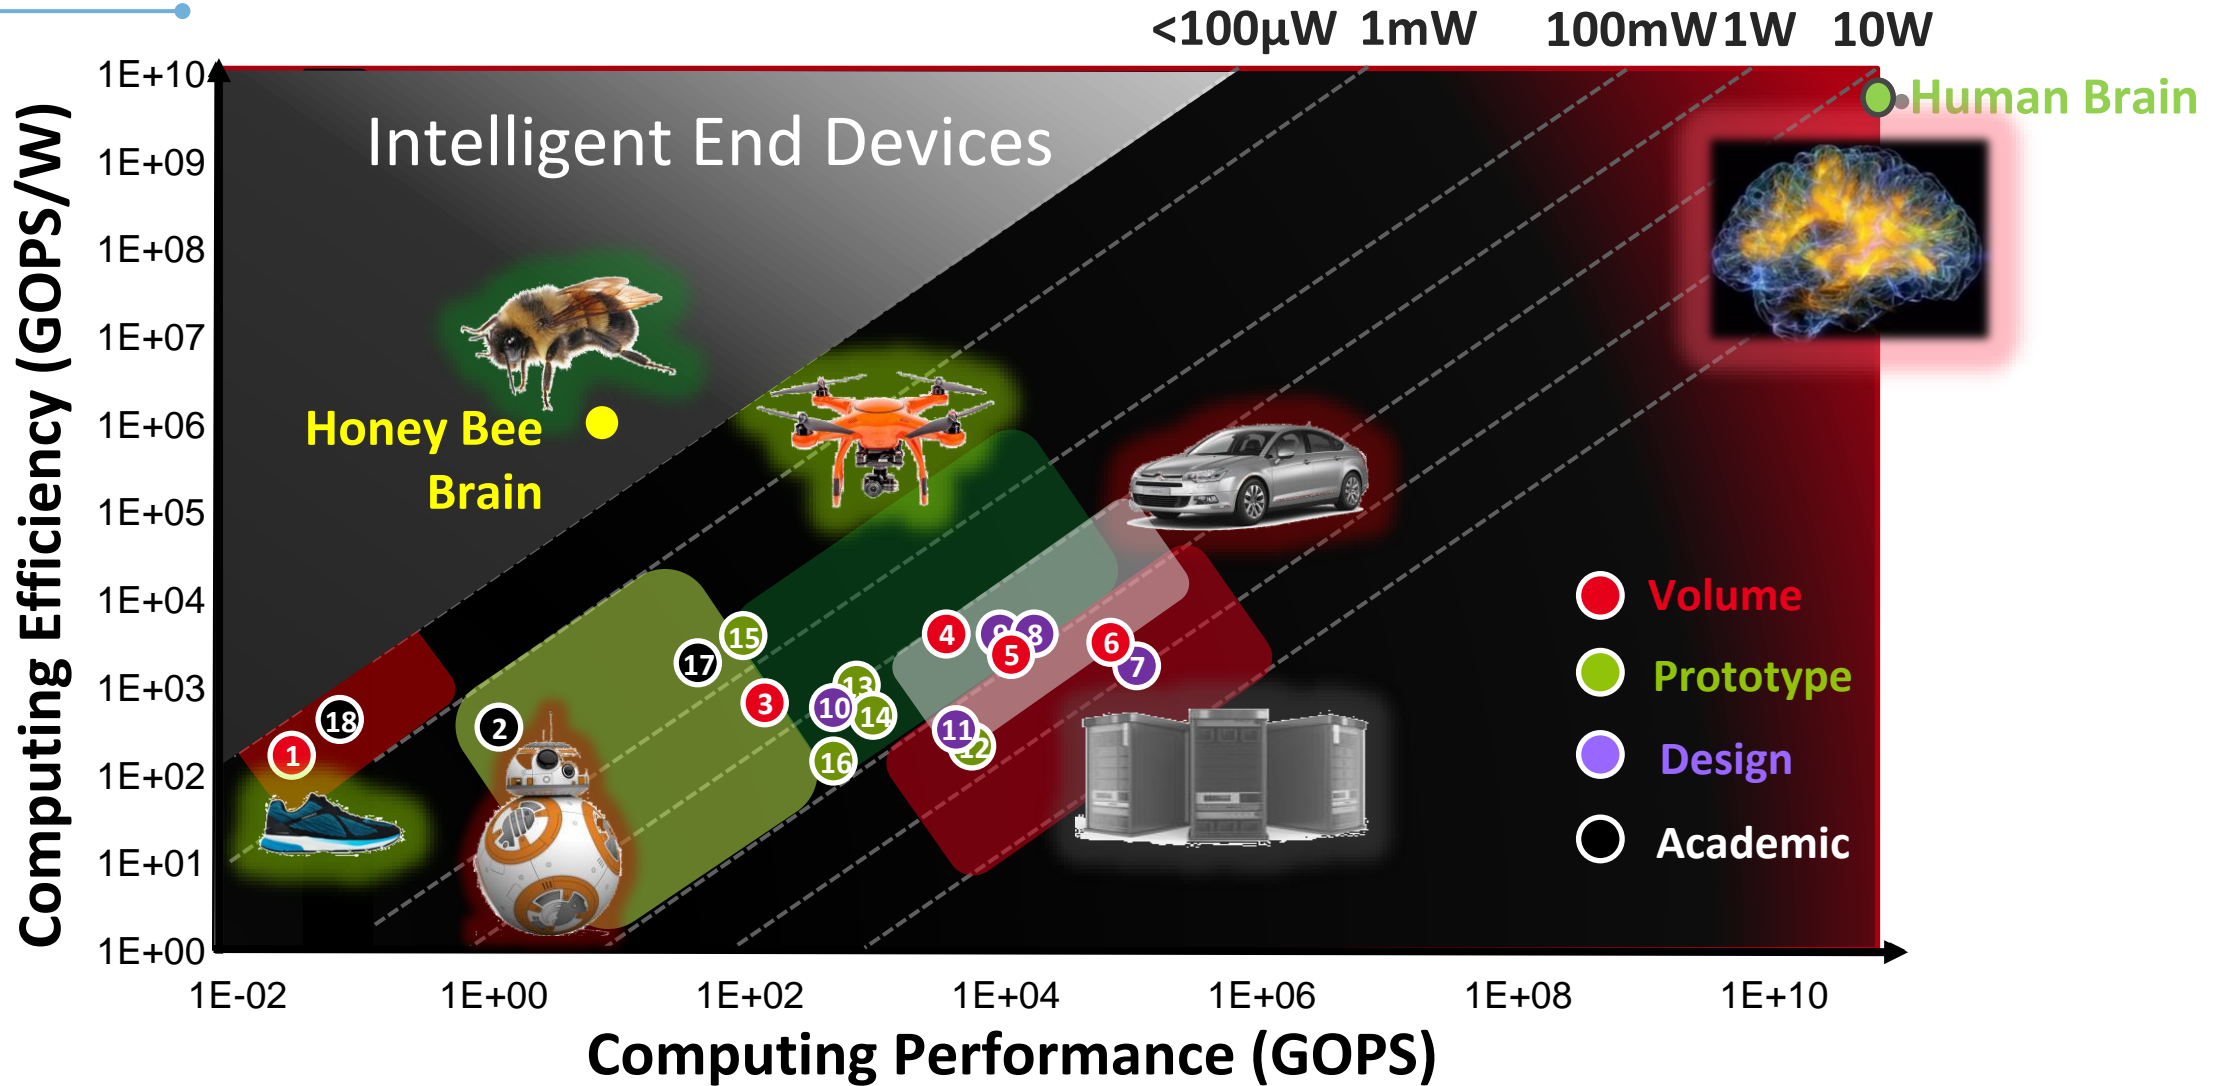 <100µW 1mW 100mW 1W 10W
1E+10
Human Brain
Intelligent End Devices
1E+09
1E+08
1E+07
1E+06
Honey Bee
Brain
1E+05
1E+04
1E+03
1E+02
1E+01
1E+00
Computing Efficiency (GOPS/W)
4
9
8
15
6
5
17
7
13
3
10
14
18
2
11
12
1
16
Volume
Prototype
Design
Academic
1E-02 1E+00 1E+02 1E+04 1E+06 1E+08 1E+10
Computing Performance (GOPS)